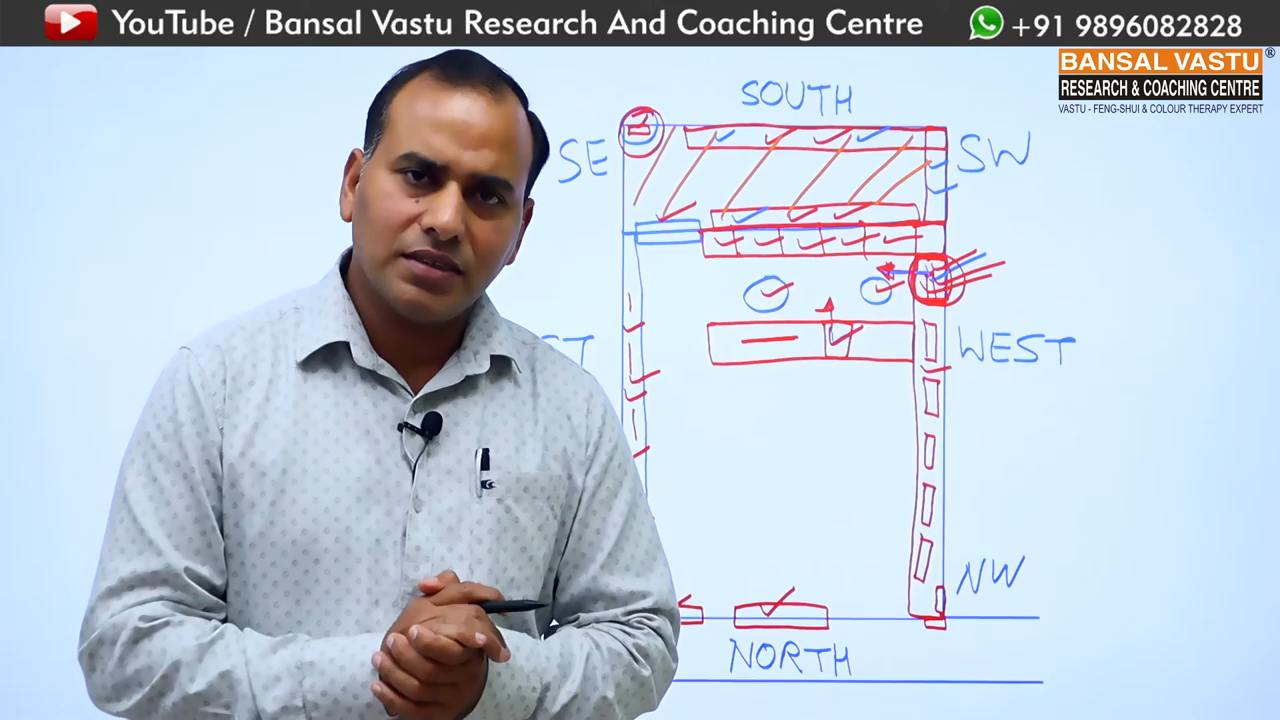 YouTube / Bansal Vastu Research And Coaching Centre
+91 9896082828
BANSAL VASTU®
RESEARCH & COACHING CENTRE
VASTU - FENG-SHUI & COLOUR THERAPY EXPERT
SOUTH
SE
SW
ST
WEST
NW
NORTH